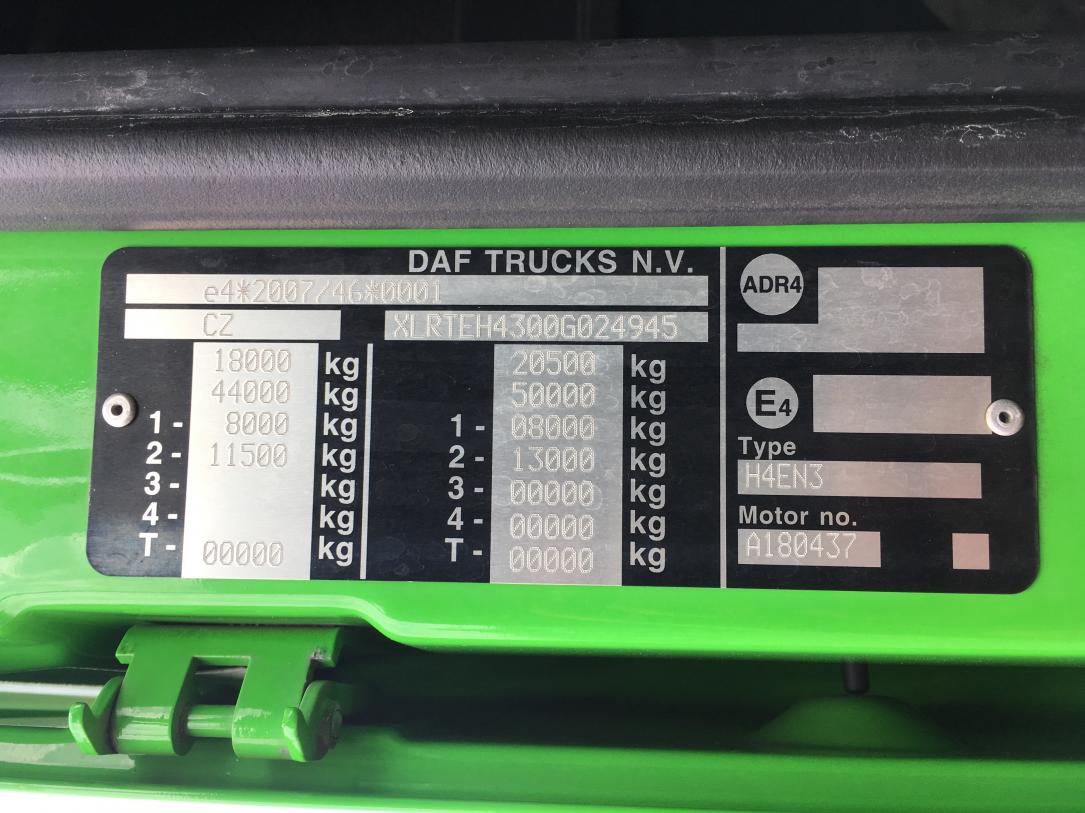 DAF TRUCKS N.V.
e4*2007/46*0001
CZ XLRTEH4300G024945
18000 kg 20500 kg
44000 kg 50000 kg
1- 8000 kg 1- 08000 kg
2- 11500 kg 2- 13000 kg
3- kg 3- 00000 kg
4- kg 4- 00000 kg
T- 00000 kg T- 00000 kg
ADR4
E4
Type
H4EN3
Motor no.
A180437